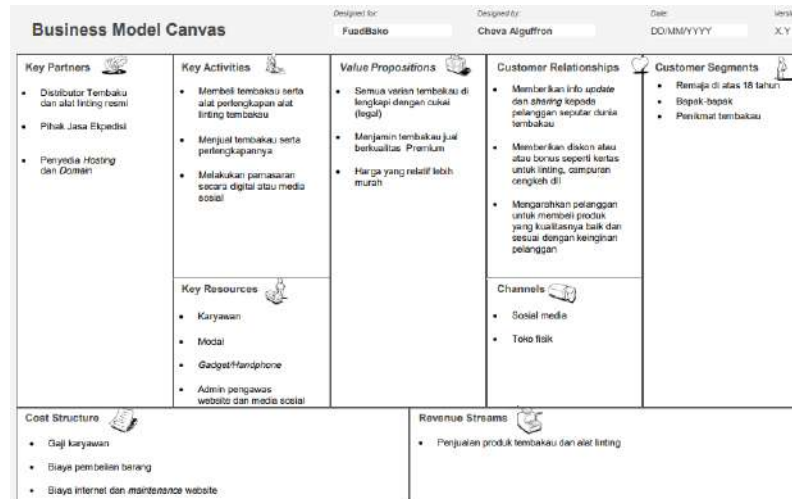 Business Model Canvas
Designed for:
FuadBako
Designed by:
Chova Alguffron
Date:
DD/MM/YYYY
X.Y
Key Partners
Distributor Tembaku
dan alat linting resmi
Pihak Jasa Ekpedisi
Penyedia Hosting
dan Domain
Key Activities
Membeli tembakau serta
alat perlengkapan alat
linting tembakau
Menjual tembakau serta
perlengkapannya
Melakukan pemasaran
secara digital atau media
sosial
Key Resources
Karyawan
Modal
Gadget/Handphone
Admin pengawas
website dan media sosial
Value Propositions
Semua varian tembakau di
lengkapi dengan cukai
(legal)
Menjamin tembakau jual
berkualitas Premium
Harga yang relatif lebih
murah
Customer Relationships
Memberikan info update
dan sharing kepada
pelanggan seputar dunia
tembakau
Memberikan diskon atau
atau bonus seperti kertas
untuk linting, campuran
cengkeh dll
Mengarahkan pelanggan
untuk membeli produk
yang kualitasnya baik dan
sesuai dengan keinginan
pelanggan
Channels
Sosial media
Toko fisik
Customer Segments
Remaja di atas 18 tahun
Bapak-bapak
Penikmat tembakau
Cost Structure
Gaji karyawan
Biaya pembelian barang
Biaya internet dan maintenance website
Revenue Streams
Penjualan produk tembakau dan alat linting